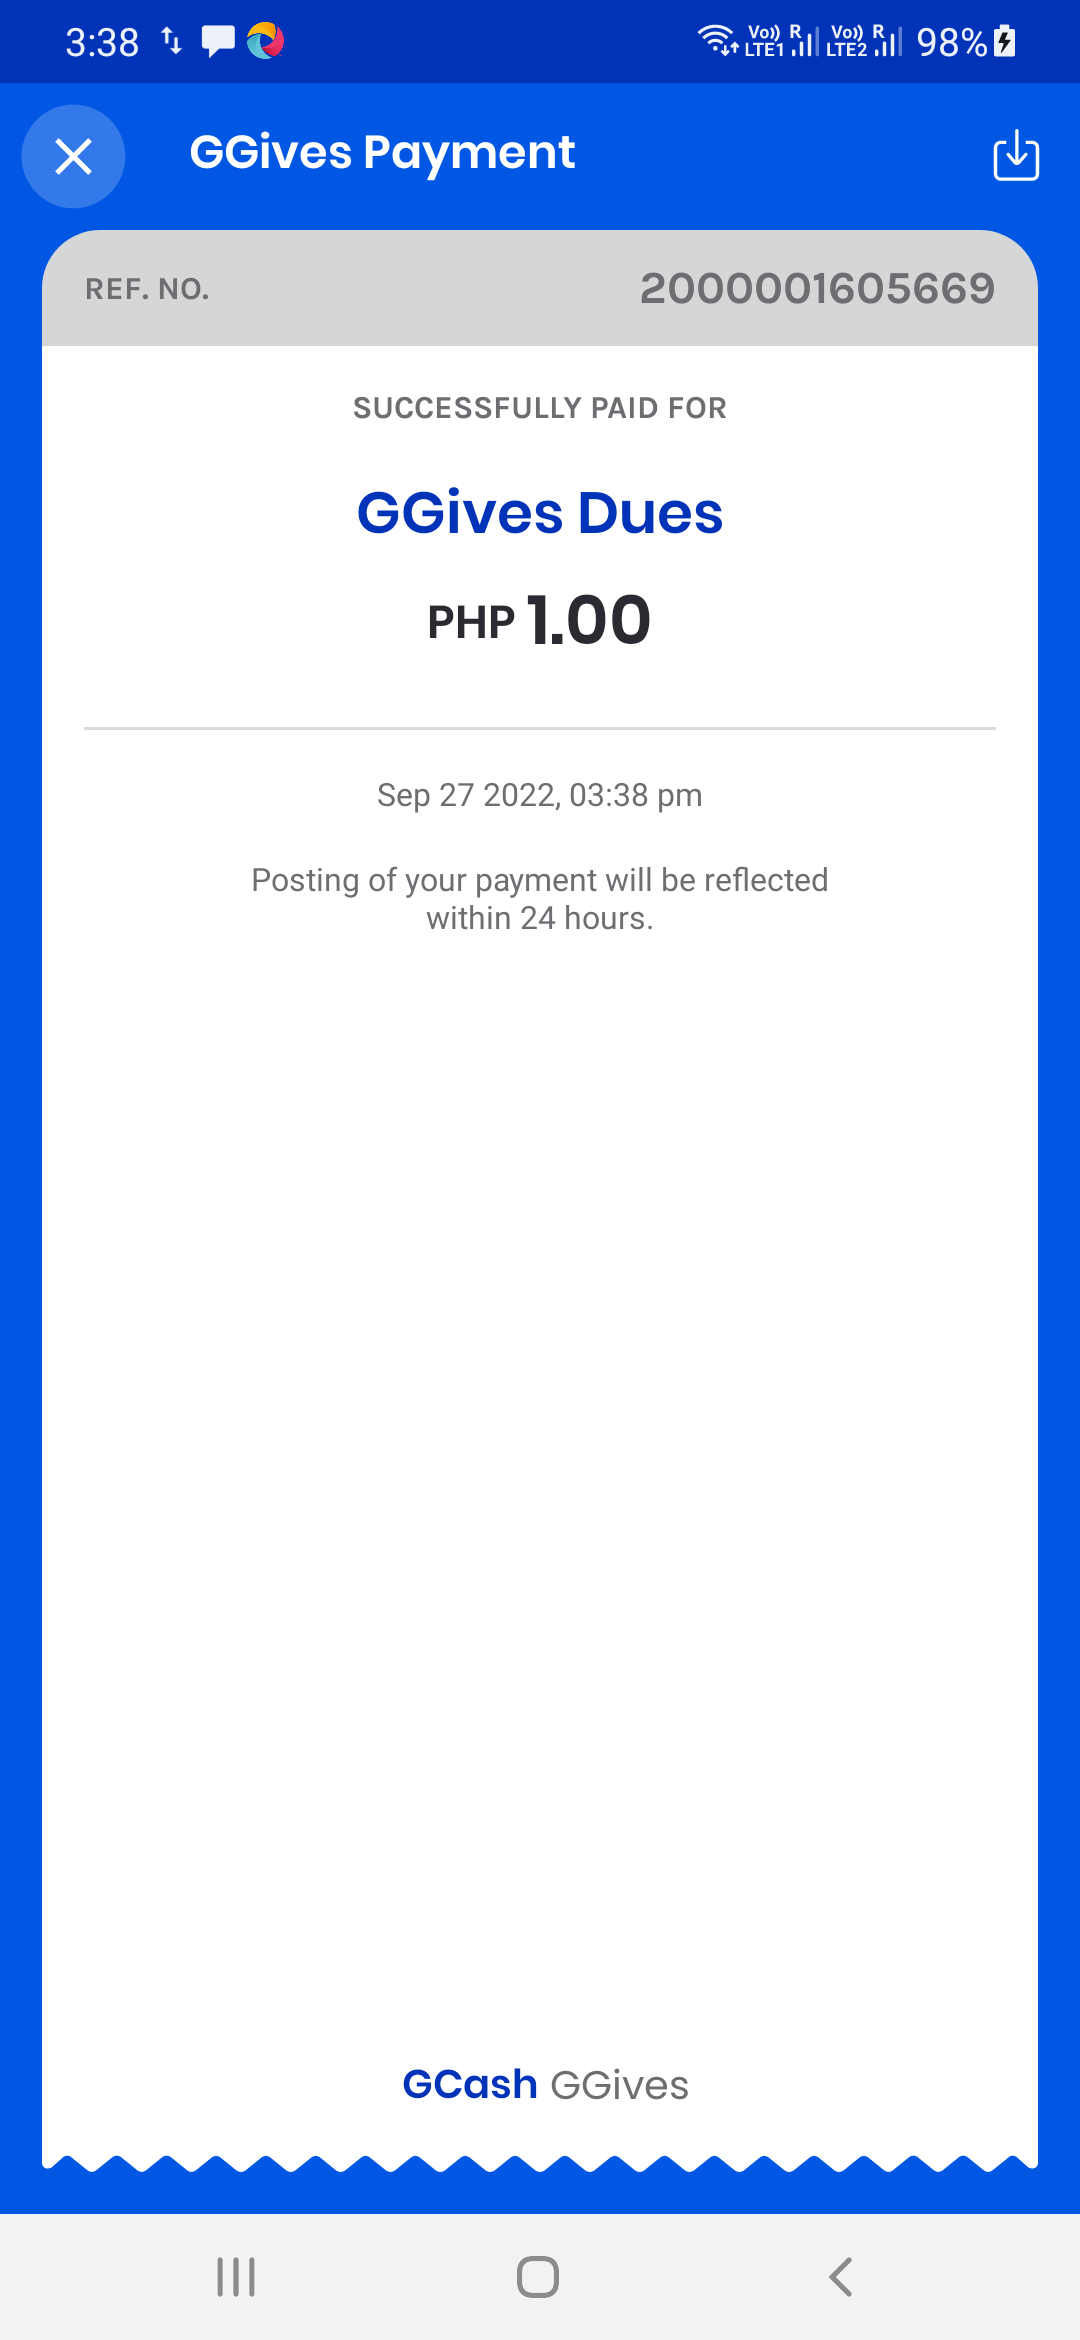 3:38
Vo)) LTE1 R Vo)) LTE2 R 98%
GGives Payment
REF. NO. 2000001605669
SUCCESSFULLY PAID FOR
GGives Dues
PHP 1.00
Sep 27 2022, 03:38 pm
Posting of your payment will be reflected
within 24 hours.
GCash GGives